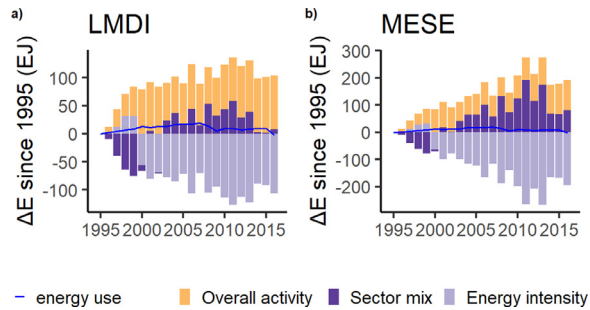 a) LMDI
b) MESE
ΔE since 1995 (EJ)
100
50
0
-50
-100
1995 2000 2005 2010 2015
ΔE since 1995 (EJ)
300
200
100
0
-100
-200
1995 2000 2005 2010 2015
energy use Overall activity Sector mix Energy intensity